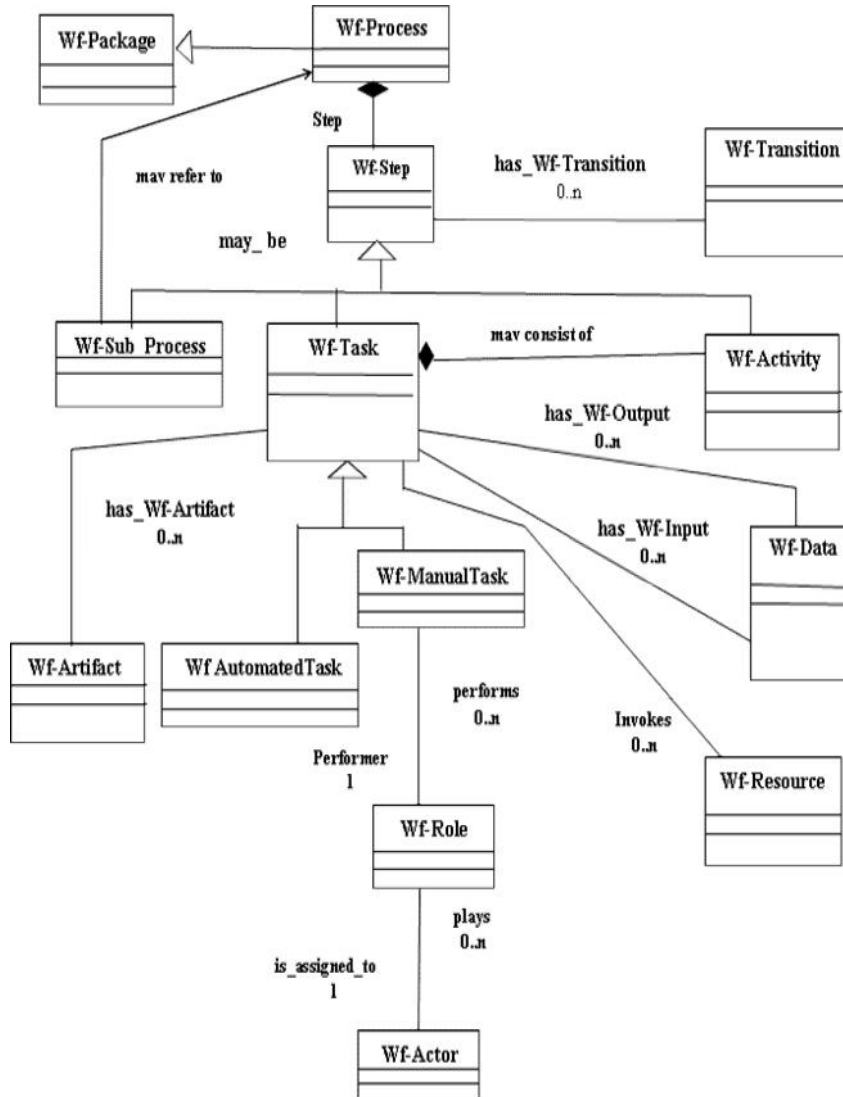 Wf-Process
Wf-Package
Step
Wf-Step
has_Wf-Transition
0..n
Wf-Transition
mav refer to
may_ be
Wf-Sub Process
Wf-Task
mav consist of
Wf-Activity
has_Wf-Output
0..n
has_Wf-Artifact
0..n
has_Wf-Input
0..n
Wf-Data
Wf-ManualTask
Wf-Artifact
Wf AutomatedTask
performs
0..n
Invokes
0..n
Performer
1
Wf-Resource
Wf-Role
plays
0..n
is_assigned_to
1
Wf-Actor